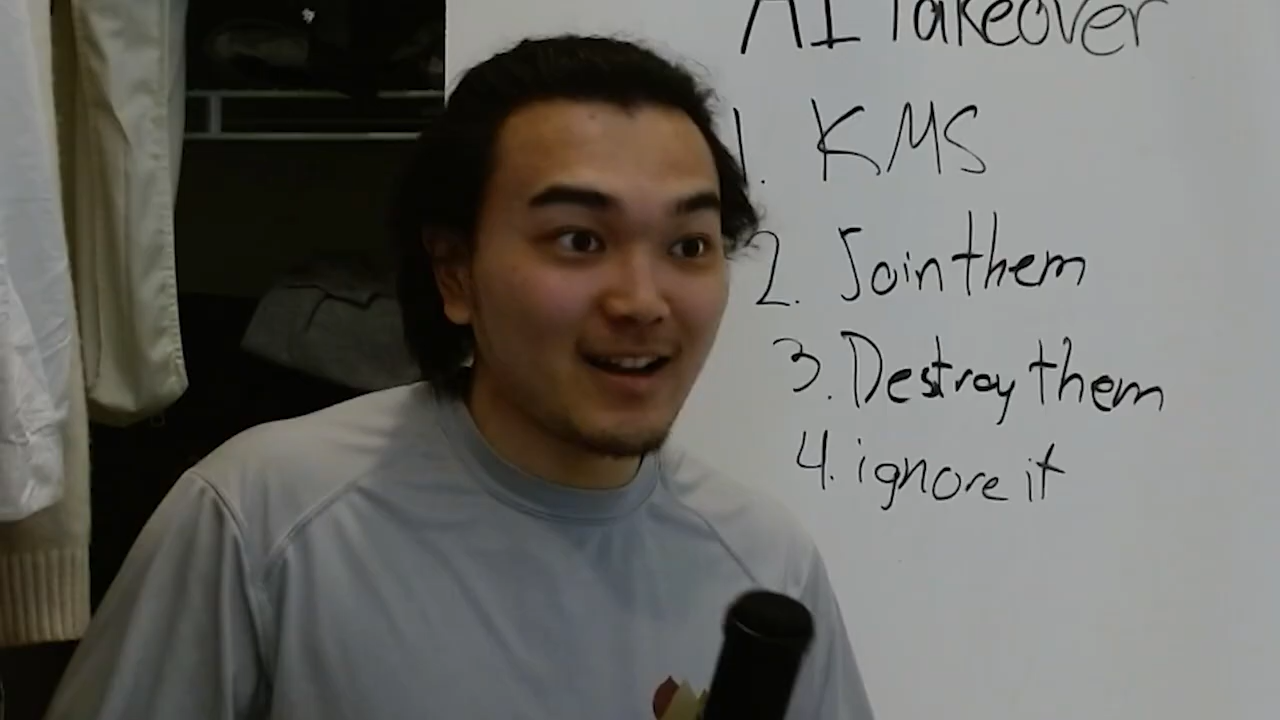 AI Takeover
1. KMS
2. Join them
3. Destroy them
4. ignore it